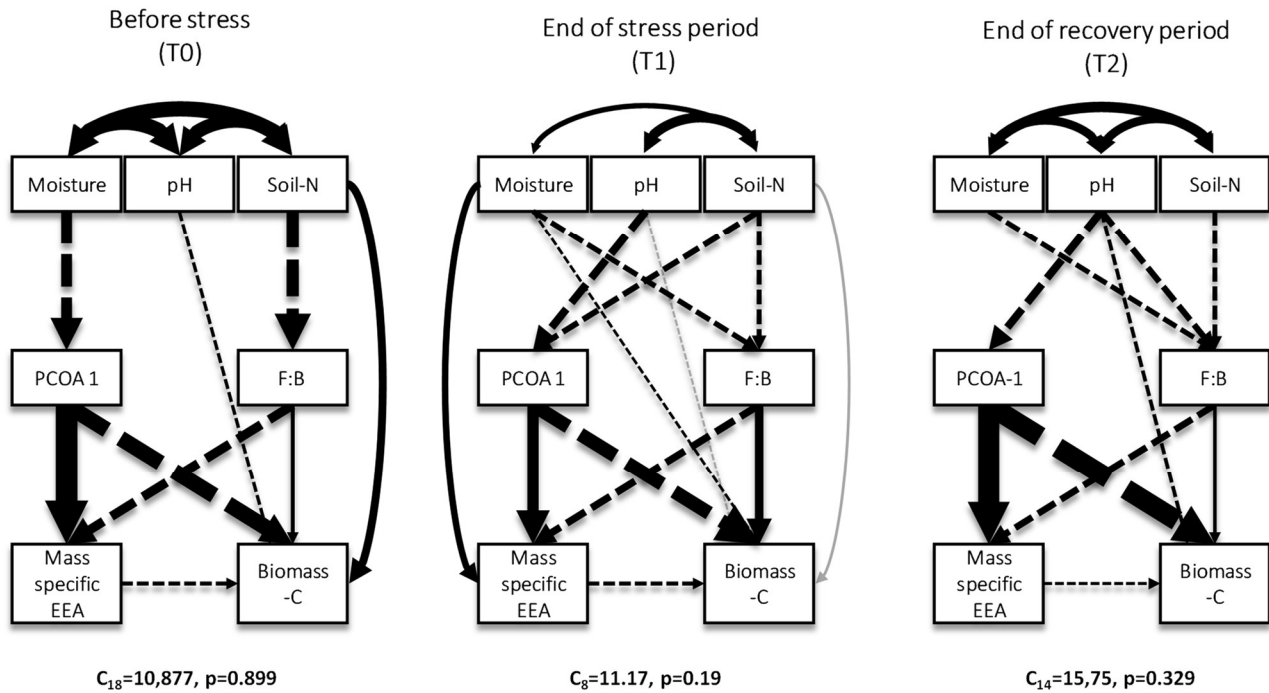 Before stress
(T0)
Moisture
pH
Soil-N
PCOA 1
F:B
Mass
specific
EEA
Biomass
-C
C18=10,877, p=0.899
End of stress period
(T1)
Moisture
pH
Soil-N
PCOA 1
F:B
Mass
specific
EEA
Biomass
-C
C8=11.17, p=0.19
End of recovery period
(T2)
Moisture
pH
Soil-N
PCOA-1
F:B
Mass
specific
EEA
Biomass
-C
C14=15,75, p=0.329